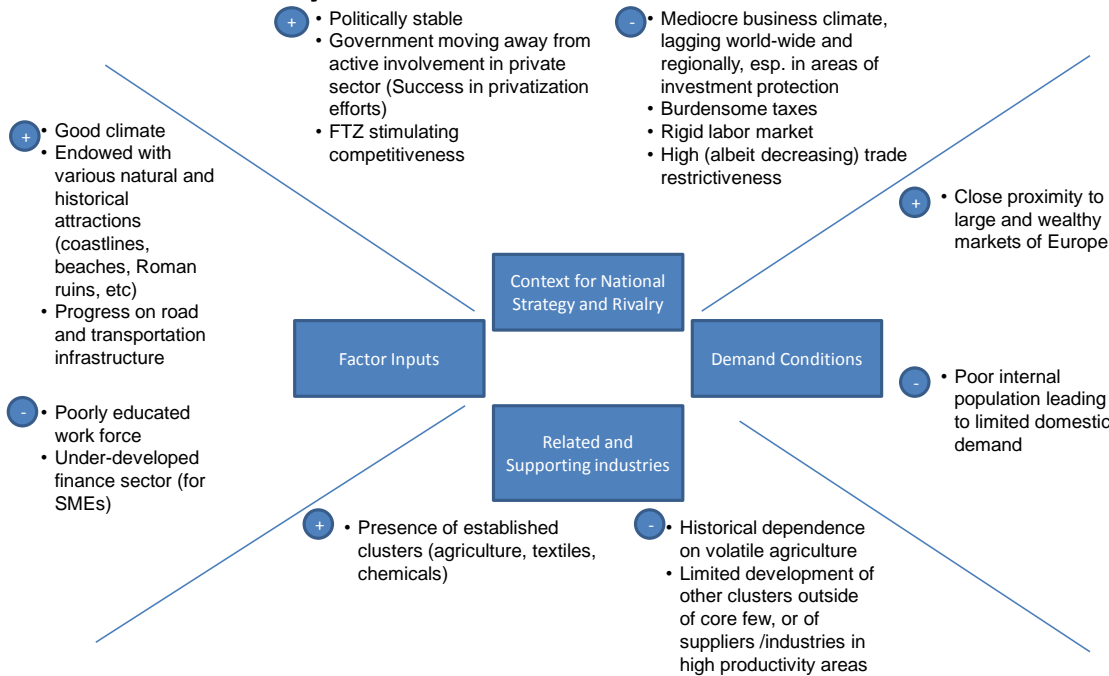 +
• Politically stable
• Government moving away from
active involvement in private
sector (Success in privatization
efforts)
• FTZ stimulating
competitiveness
-
• Mediocre business climate,
lagging world-wide and
regionally, esp. in areas of
investment protection
• Burdensome taxes
• Rigid labor market
• High (albeit decreasing) trade
restrictiveness
+
• Good climate
• Endowed with
various natural and
historical
attractions
(coastlines,
beaches, Roman
ruins, etc)
• Progress on road
and transportation
infrastructure
-
• Poorly educated
work force
• Under-developed
finance sector (for
SMEs)
Context for National
Strategy and Rivalry
Factor Inputs
Demand Conditions
Related and
Supporting industries
+
• Close proximity to
large and wealthy
markets of Europe
-
• Poor internal
population leading
to limited domestic
demand
+
• Presence of established
clusters (agriculture, textiles,
chemicals)
-
• Historical dependence
on volatile agriculture
• Limited development of
other clusters outside
of core few, or of
suppliers /industries in
high productivity areas